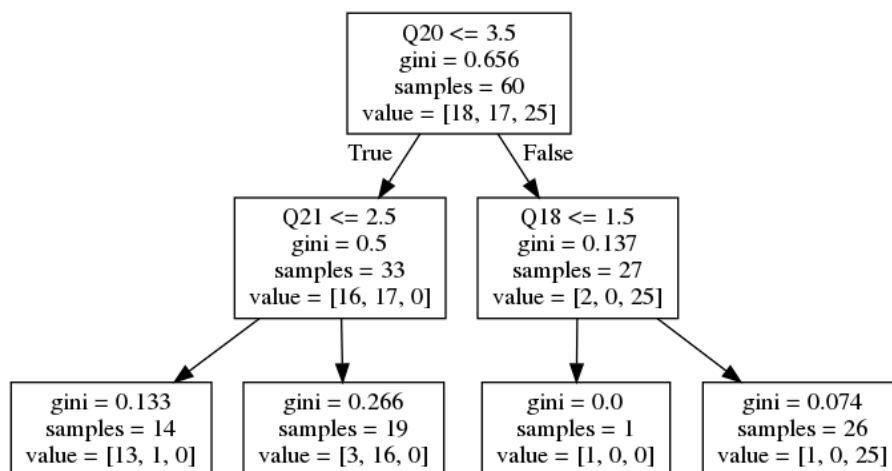 Q20 <= 3.5
gini = 0.656
samples = 60
value = [18, 17, 25]
True
False
Q21 <= 2.5
gini = 0.5
samples = 33
value = [16, 17, 0]
Q18 <= 1.5
gini = 0.137
samples = 27
value = [2, 0, 25]
gini = 0.133
samples = 14
value = [13, 1, 0]
gini = 0.266
samples = 19
value = [3, 16, 0]
gini = 0.0
samples = 1
value = [1, 0, 0]
gini = 0.074
samples = 26
value = [1, 0, 25]